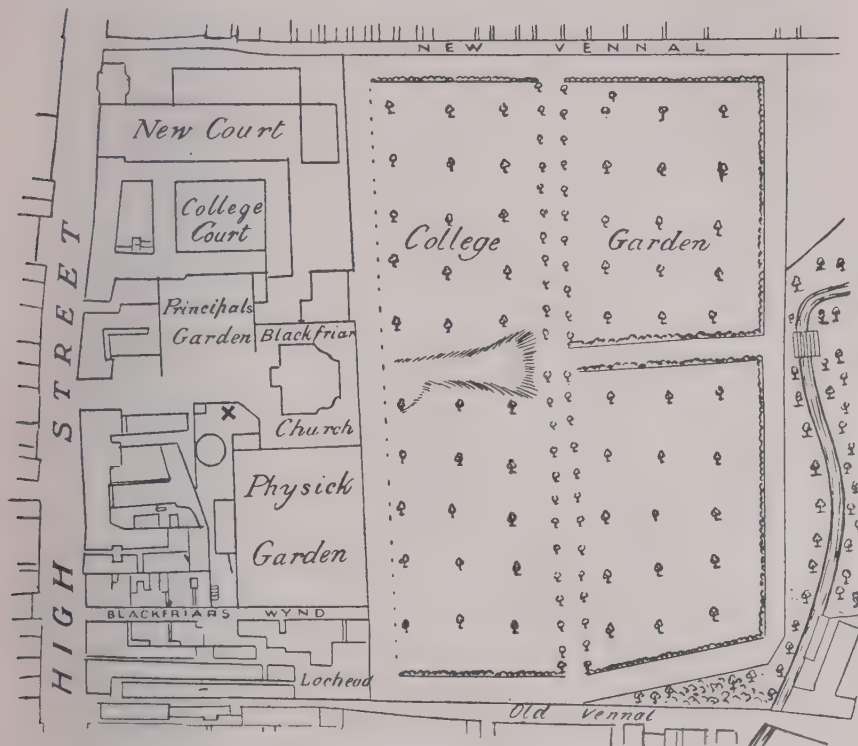 NEW VENNAL
HIGH STREET
New Court
College
Court
College Garden
Principals
Garden
Blackfriar
Church
X
Physick
Garden
BLACKFRIARS WYND
Lochead
Old Vennal